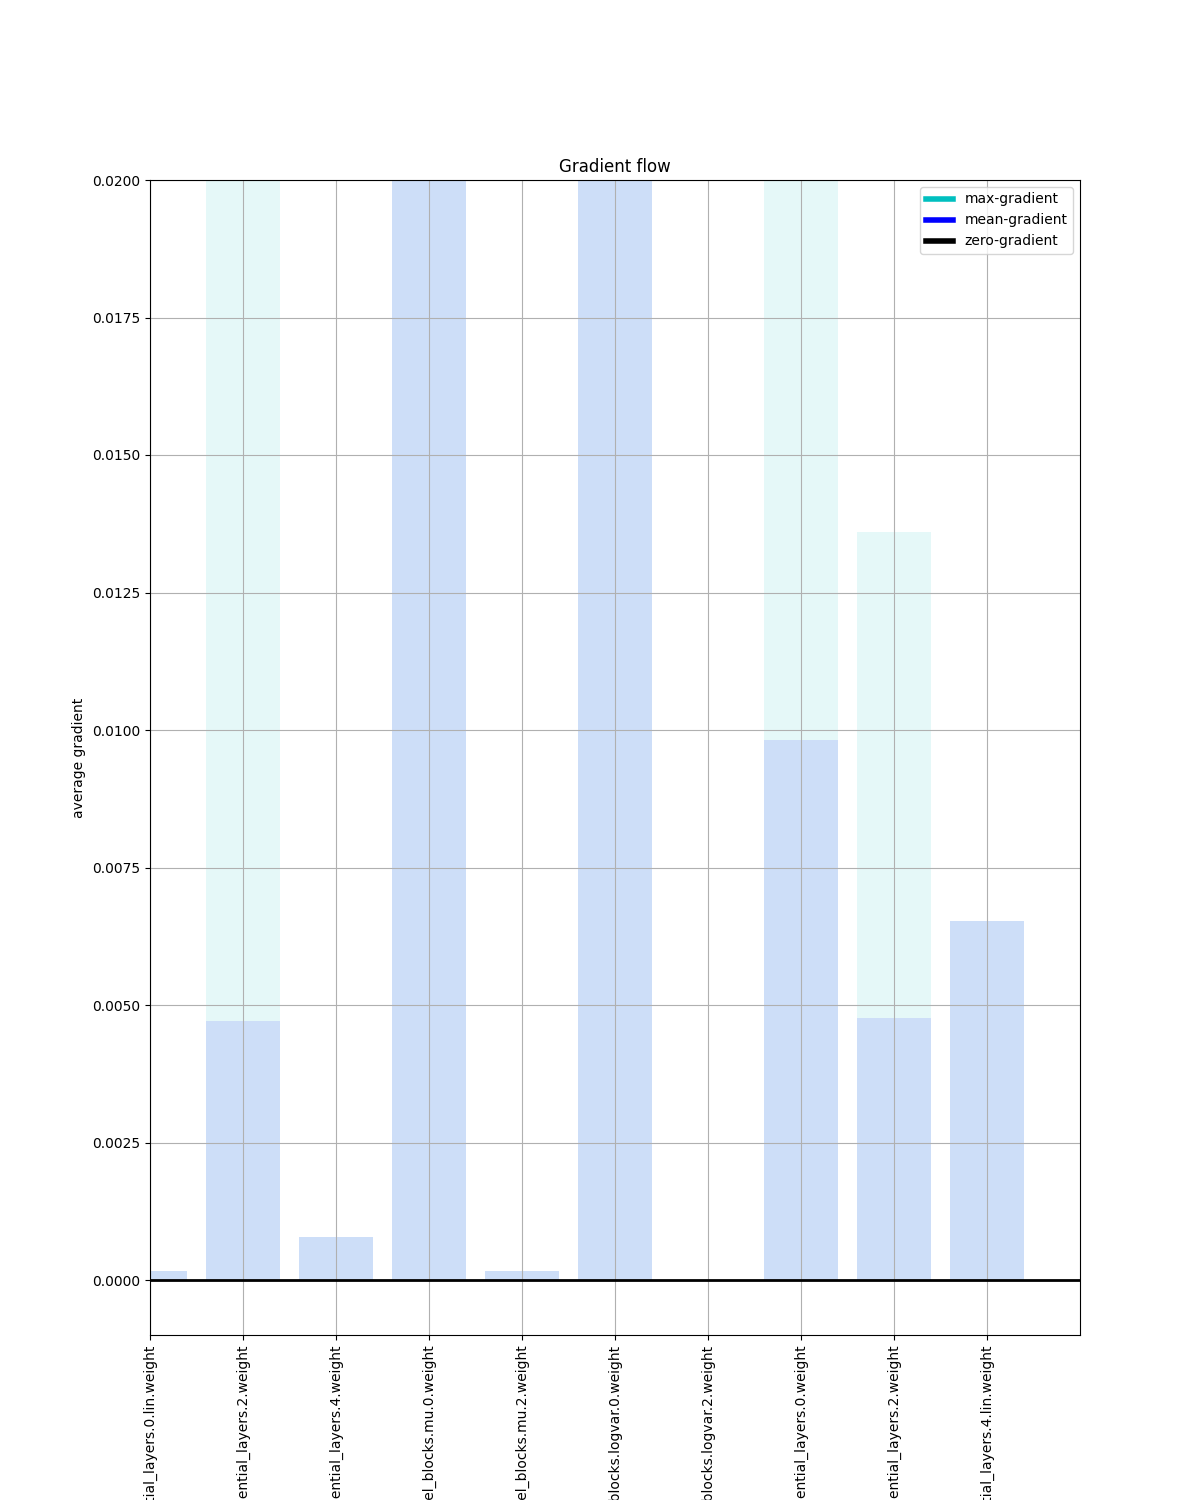 Gradient flow
max-gradient
mean-gradient
zero-gradient
average gradient
0.0200
0.0175
0.0150
0.0125
0.0100
0.0075
0.0050
0.0025
0.0000
tial_layers.0.lin.weight
ential_layers.2.weight
ential_layers.4.weight
el_blocks.mu.0.weight
el_blocks.mu.2.weight
blocks.logvar.0.weight
blocks.logvar.2.weight
ential_layers.0.weight
ential_layers.2.weight
tial_layers.4.lin.weight